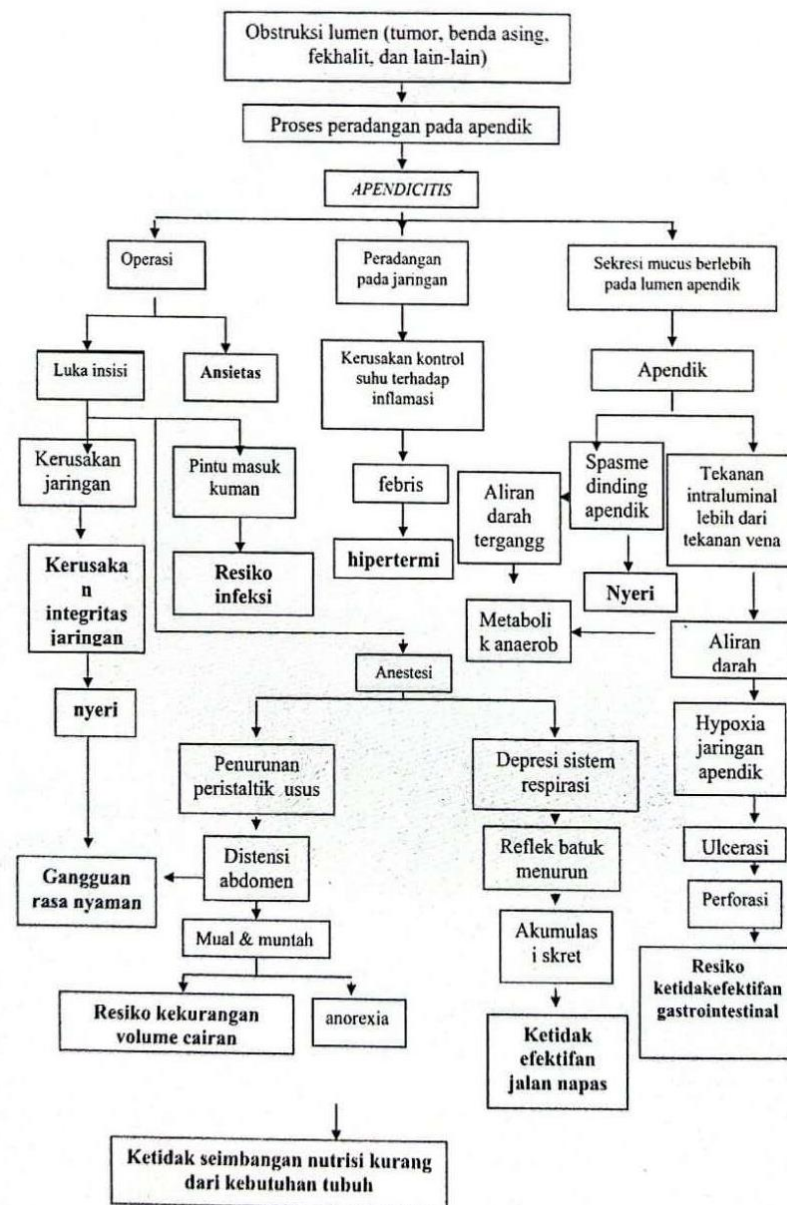 Obstruksi lumen (tumor, benda asing,
fekhalit, dan lain-lain)
Proses peradangan pada apendik
APENDICITIS
Operasi
Peradangan
pada jaringan
Sekresi mucus berlebih
pada lumen apendik
Luka insisi
Ansietas
Kerusakan kontrol
suhu terhadap
inflamasi
Apendik
Kerusakan
jaringan
Pintu masuk
kuman
febris
Aliran
darah
tergangg
Spasme
dinding
apendik
Tekanan
intraluminal
lebih dari
tekanan vena
Kerusaka
n
integritas
jaringan
Resiko
infeksi
hipertermi
Nyeri
Metaboli
k anaerob
Aliran
darah
Anestesi
nyeri
Hypoxia
jaringan
apendik
Penurunan
peristaltik usus
Depresi sistem
respirasi
Distensi
abdomen
Reflek batuk
menurun
Ulcerasi
Gangguan
rasa nyaman
Perforasi
Mual & muntah
Akumulas
i skret
Resiko
ketidakefektifan
gastrointestinal
Resiko kekurangan
volume cairan
anorexia
Ketidak
efektifan
jalan napas
Ketidak seimbangan nutrisi kurang
dari kebutuhan tubuh